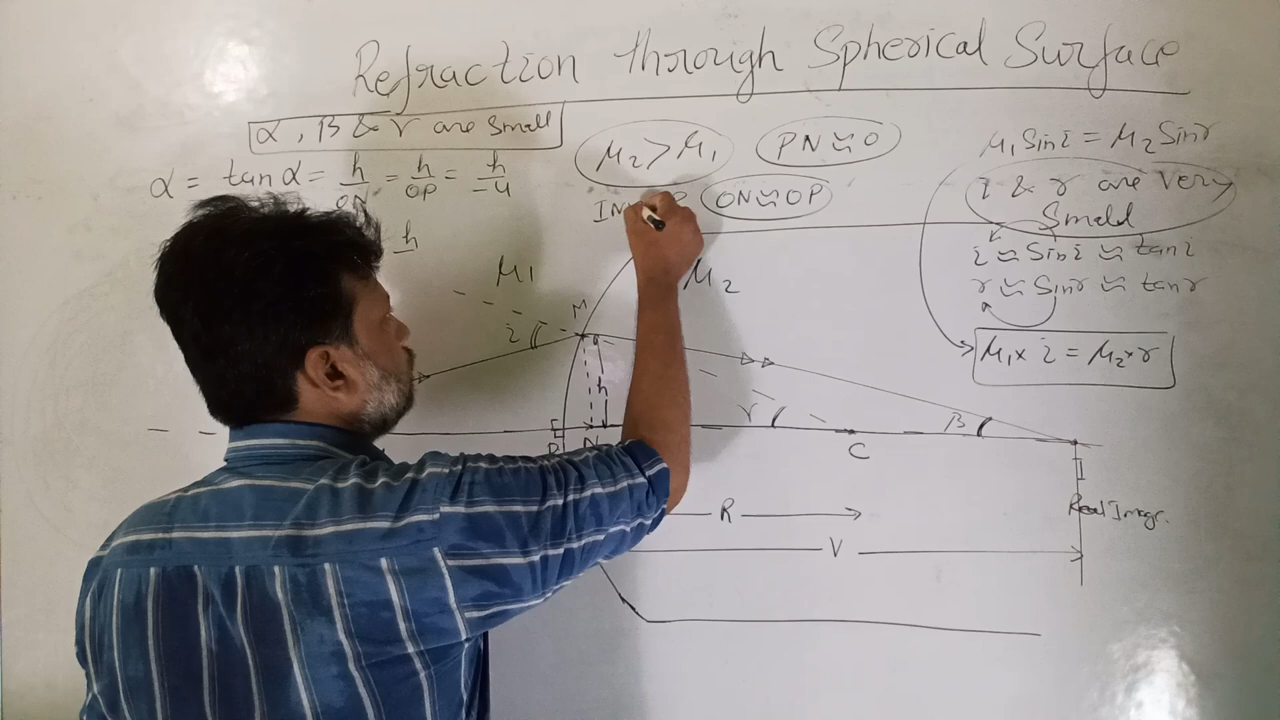 Refraction through Spherical Surface
α, β & γ are small
α = tan α = h/ON = h/OP = h/-u
h
μ2 > μ1
PN ≈ 0
IN
P
ON ≈ OP
μ1 Sin i = μ2 Sin r
i & r are very
Small
i ≈ Sin i ≈ tan i
r ≈ Sin r ≈ tan r
μ1 × i = μ2 × r
μ1
μ2
M
i
r
h
γ
β
N
P
C
I
R
Real Image.
V